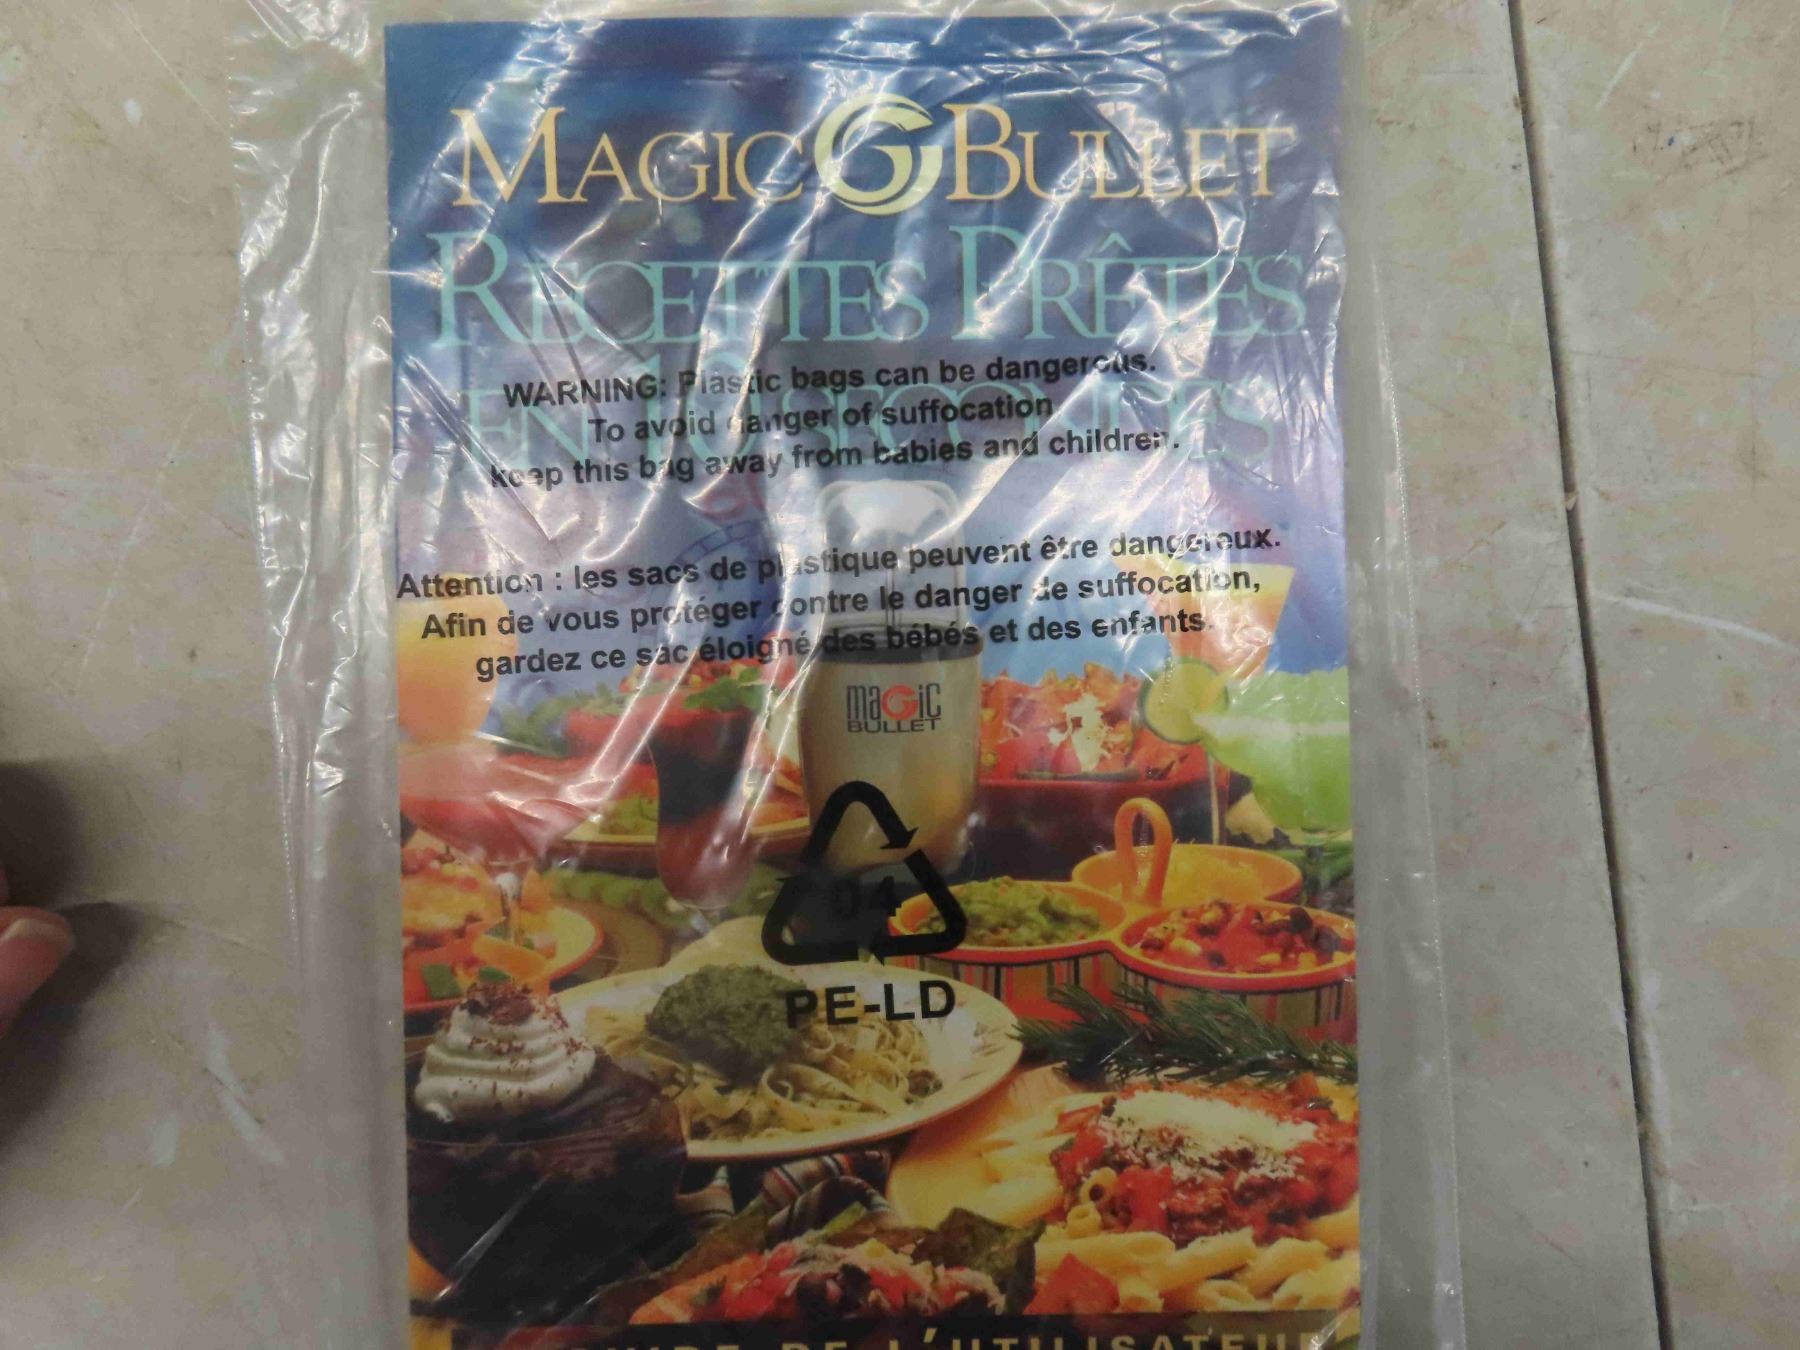 MAGIC BULLET
RECETTES PRÊTES
EN 10 SECONDES
WARNING: Plastic bags can be dangerous.
To avoid danger of suffocation
keep this bag away from babies and children.
Attention : les sacs de plastique peuvent être dangereux.
Afin de vous protéger contre le danger de suffocation,
gardez ce sac éloigné des bébés et des enfants.
maGic
BULLET
04
PE-LD
GUIDE DE L'UTILISATEUR